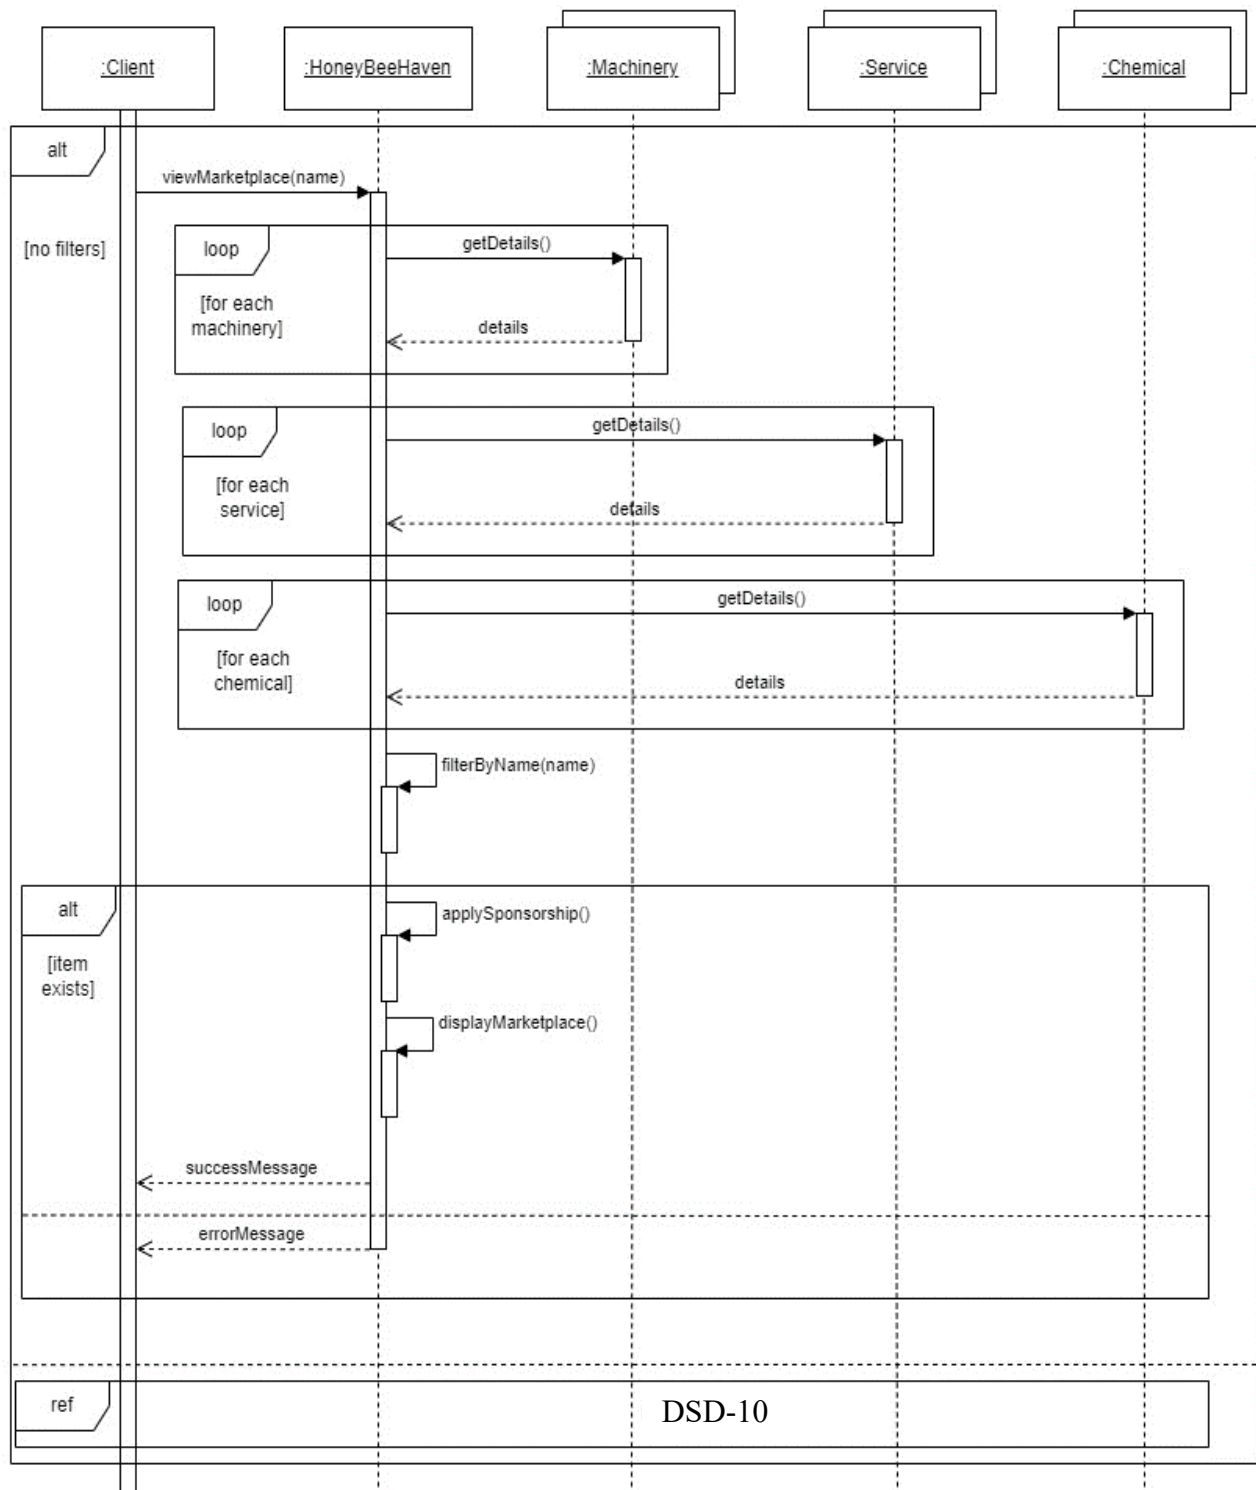 :Client
:HoneyBeeHaven
:Machinery
:Service
:Chemical
alt
viewMarketplace(name)
[no filters]
loop
getDetails()
[for each
machinery]
details
loop
getDetails()
[for each
service]
details
loop
getDetails()
[for each
chemical]
details
filterByName(name)
alt
applySponsorship()
[item
exists]
displayMarketplace()
successMessage
errorMessage
ref
DSD-10